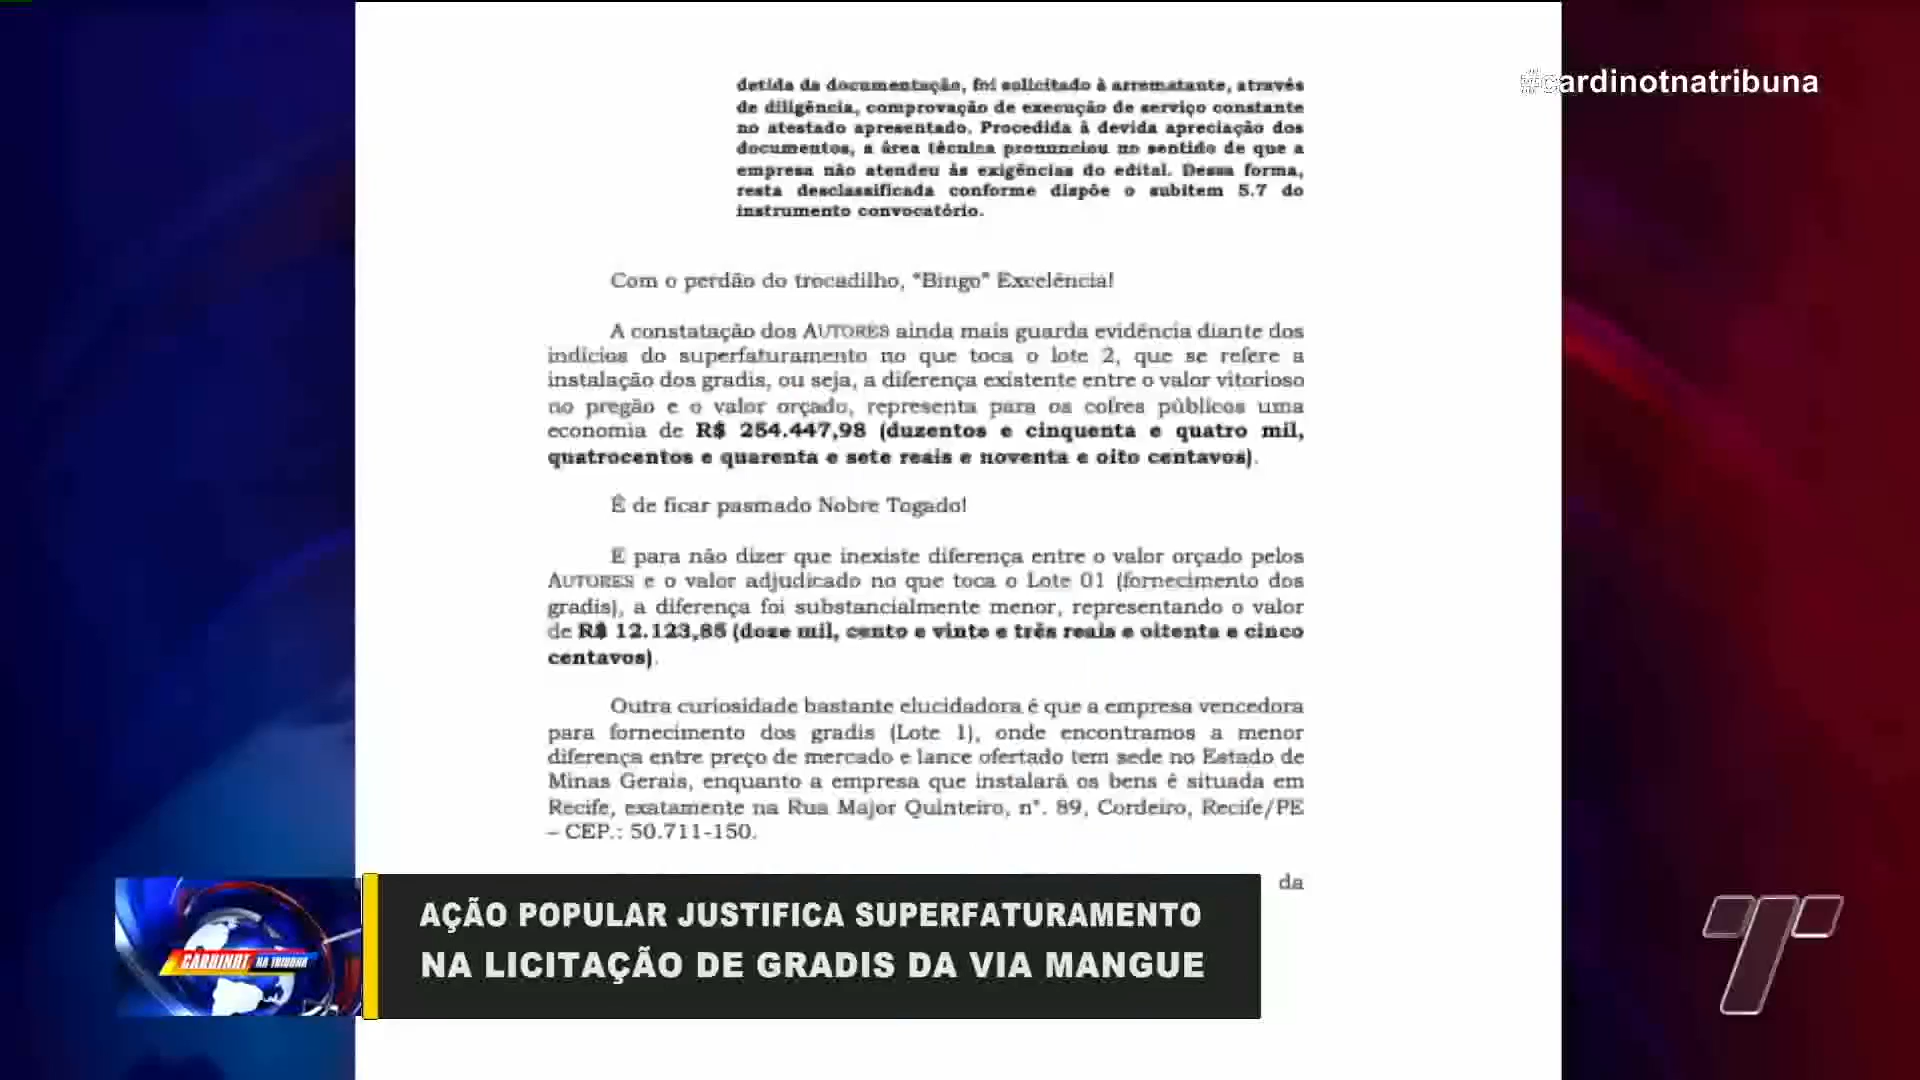 #cardinotnatribuna
detida da documentação, foi solicitado à arrematante, através
de diligência, comprovação de execução de serviço constante
no atestado apresentado. Procedida à devida apreciação dos
documentos, a área técnica pronunciou no sentido de que a
empresa não atendeu às exigências do edital. Dessa forma,
resta desclassificada conforme dispõe o subitem 5.7 do
instrumento convocatório.
Com o perdão do trocadilho, "Bingo" Excelência!
A constatação dos AUTORES ainda mais guarda evidência diante dos
indícios do superfaturamento no que toca o lote 2, que se refere a
instalação dos gradis, ou seja, a diferença existente entre o valor vitorioso
no pregão e o valor orçado, representa para os cofres públicos uma
economia de R$ 254.447,98 (duzentos e cinquenta e quatro mil,
quatrocentos e quarenta e sete reais e noventa e oito centavos).
É de ficar pasmado Nobre Togado!
E para não dizer que inexiste diferença entre o valor orçado pelos
AUTORES e o valor adjudicado no que toca o Lote 01 (fornecimento dos
gradis), a diferença foi substancialmente menor, representando o valor
de R$ 12.123,85 (doze mil, cento e vinte e três reais e oitenta e cinco
centavos).
Outra curiosidade bastante elucidadora é que a empresa vencedora
para fornecimento dos gradis (Lote 1), onde encontramos a menor
diferença entre preço de mercado e lance ofertado tem sede no Estado de
Minas Gerais, enquanto a empresa que instalará os bens é situada em
Recife, exatamente na Rua Major Quinteiro, n°. 89, Cordeiro, Recife/PE
– CEP.: 50.711-150.
da
CARDINOT NA TRIBUNA
AÇÃO POPULAR JUSTIFICA SUPERFATURAMENTO
NA LICITAÇÃO DE GRADIS DA VIA MANGUE